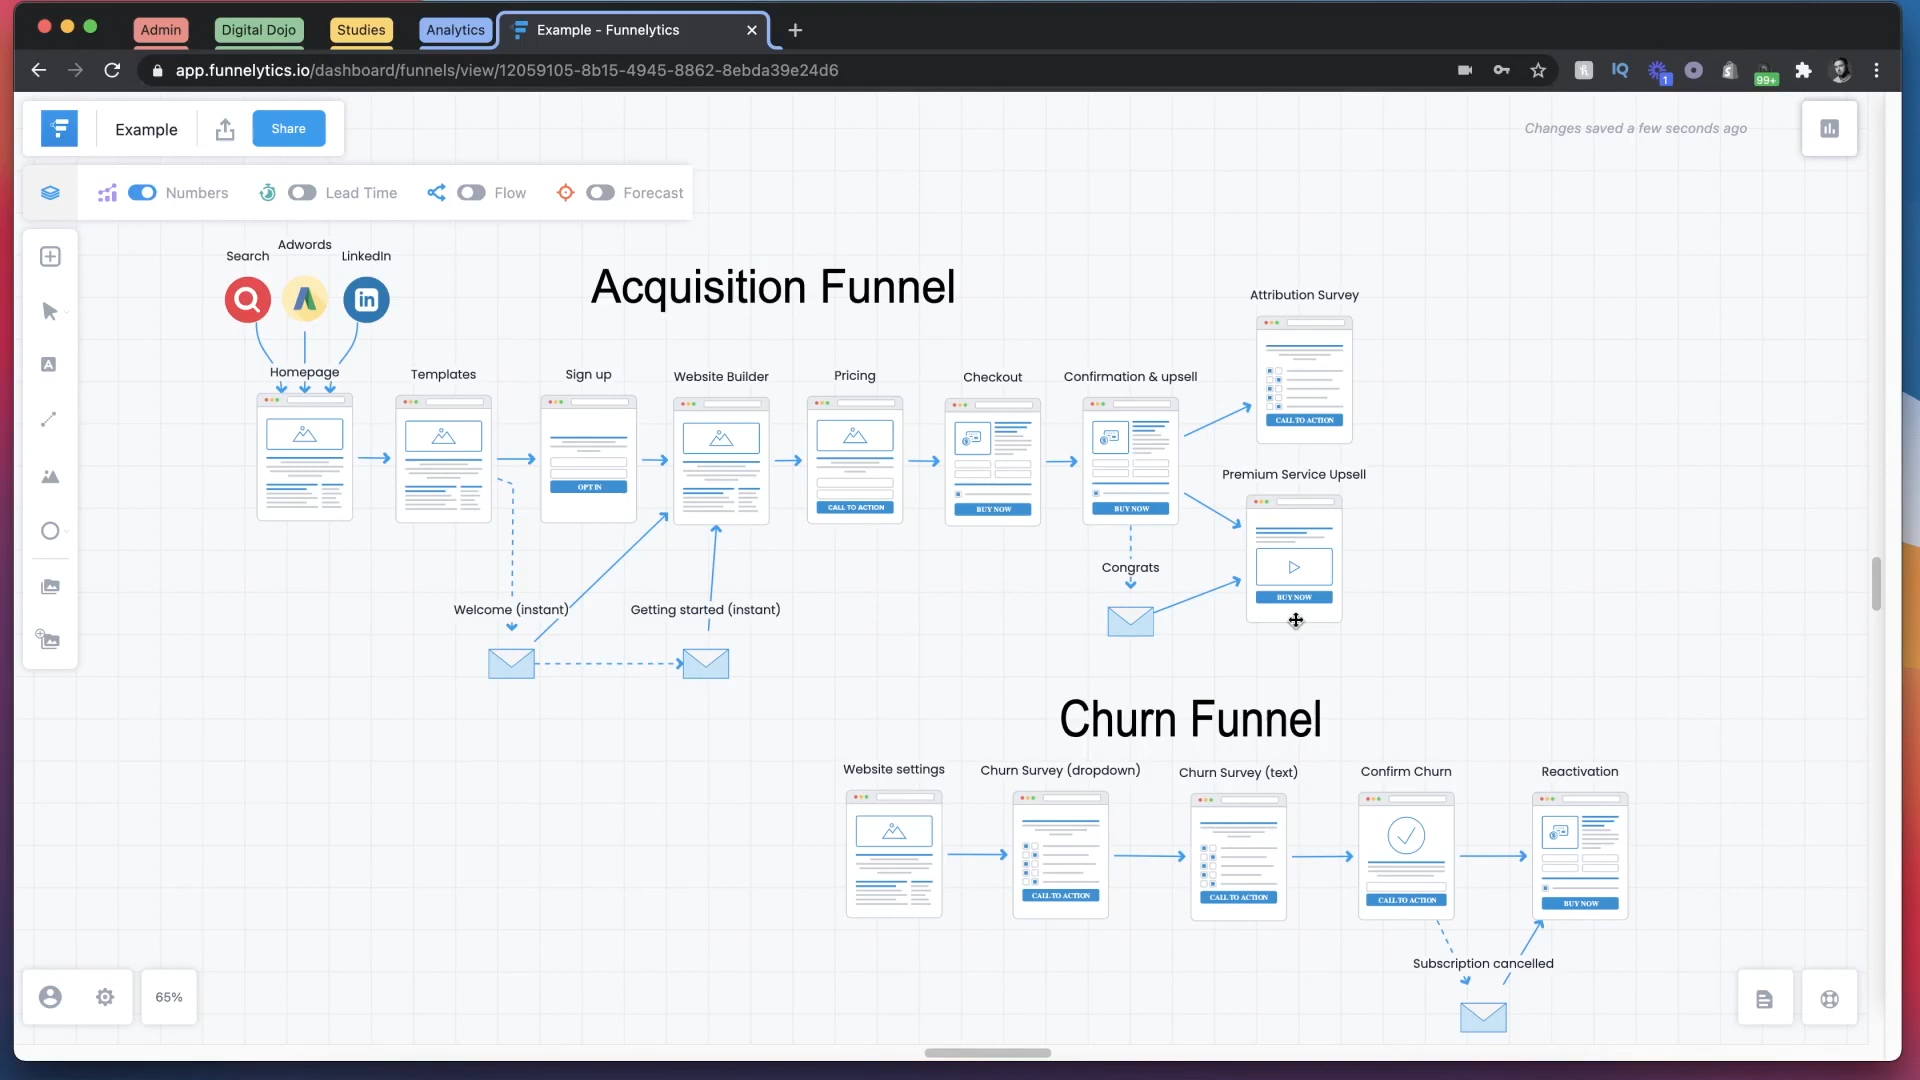 Admin
Digital Dojo
Studies
Analytics
Example - Funnelytics
app.funnelytics.io/dashboard/funnels/view/12059105-8b15-4945-8862-8ebda39e24d6
IQ
1
99+
Example
Share
Changes saved a few seconds ago
Numbers
Lead Time
Flow
Forecast
Search
Adwords
LinkedIn
in
Acquisition Funnel
Attribution Survey
CALL TO ACTION
Homepage
Templates
Sign up
Website Builder
Pricing
Checkout
Confirmation & upsell
OPT IN
CALL TO ACTION
BUY NOW
BUY NOW
Premium Service Upsell
BUY NOW
Congrats
Welcome (instant)
Getting started (instant)
A
Churn Funnel
Website settings
Churn Survey (dropdown)
Churn Survey (text)
Confirm Churn
Reactivation
CALL TO ACTION
CALL TO ACTION
CALL TO ACTION
BUY NOW
Subscription cancelled
65%